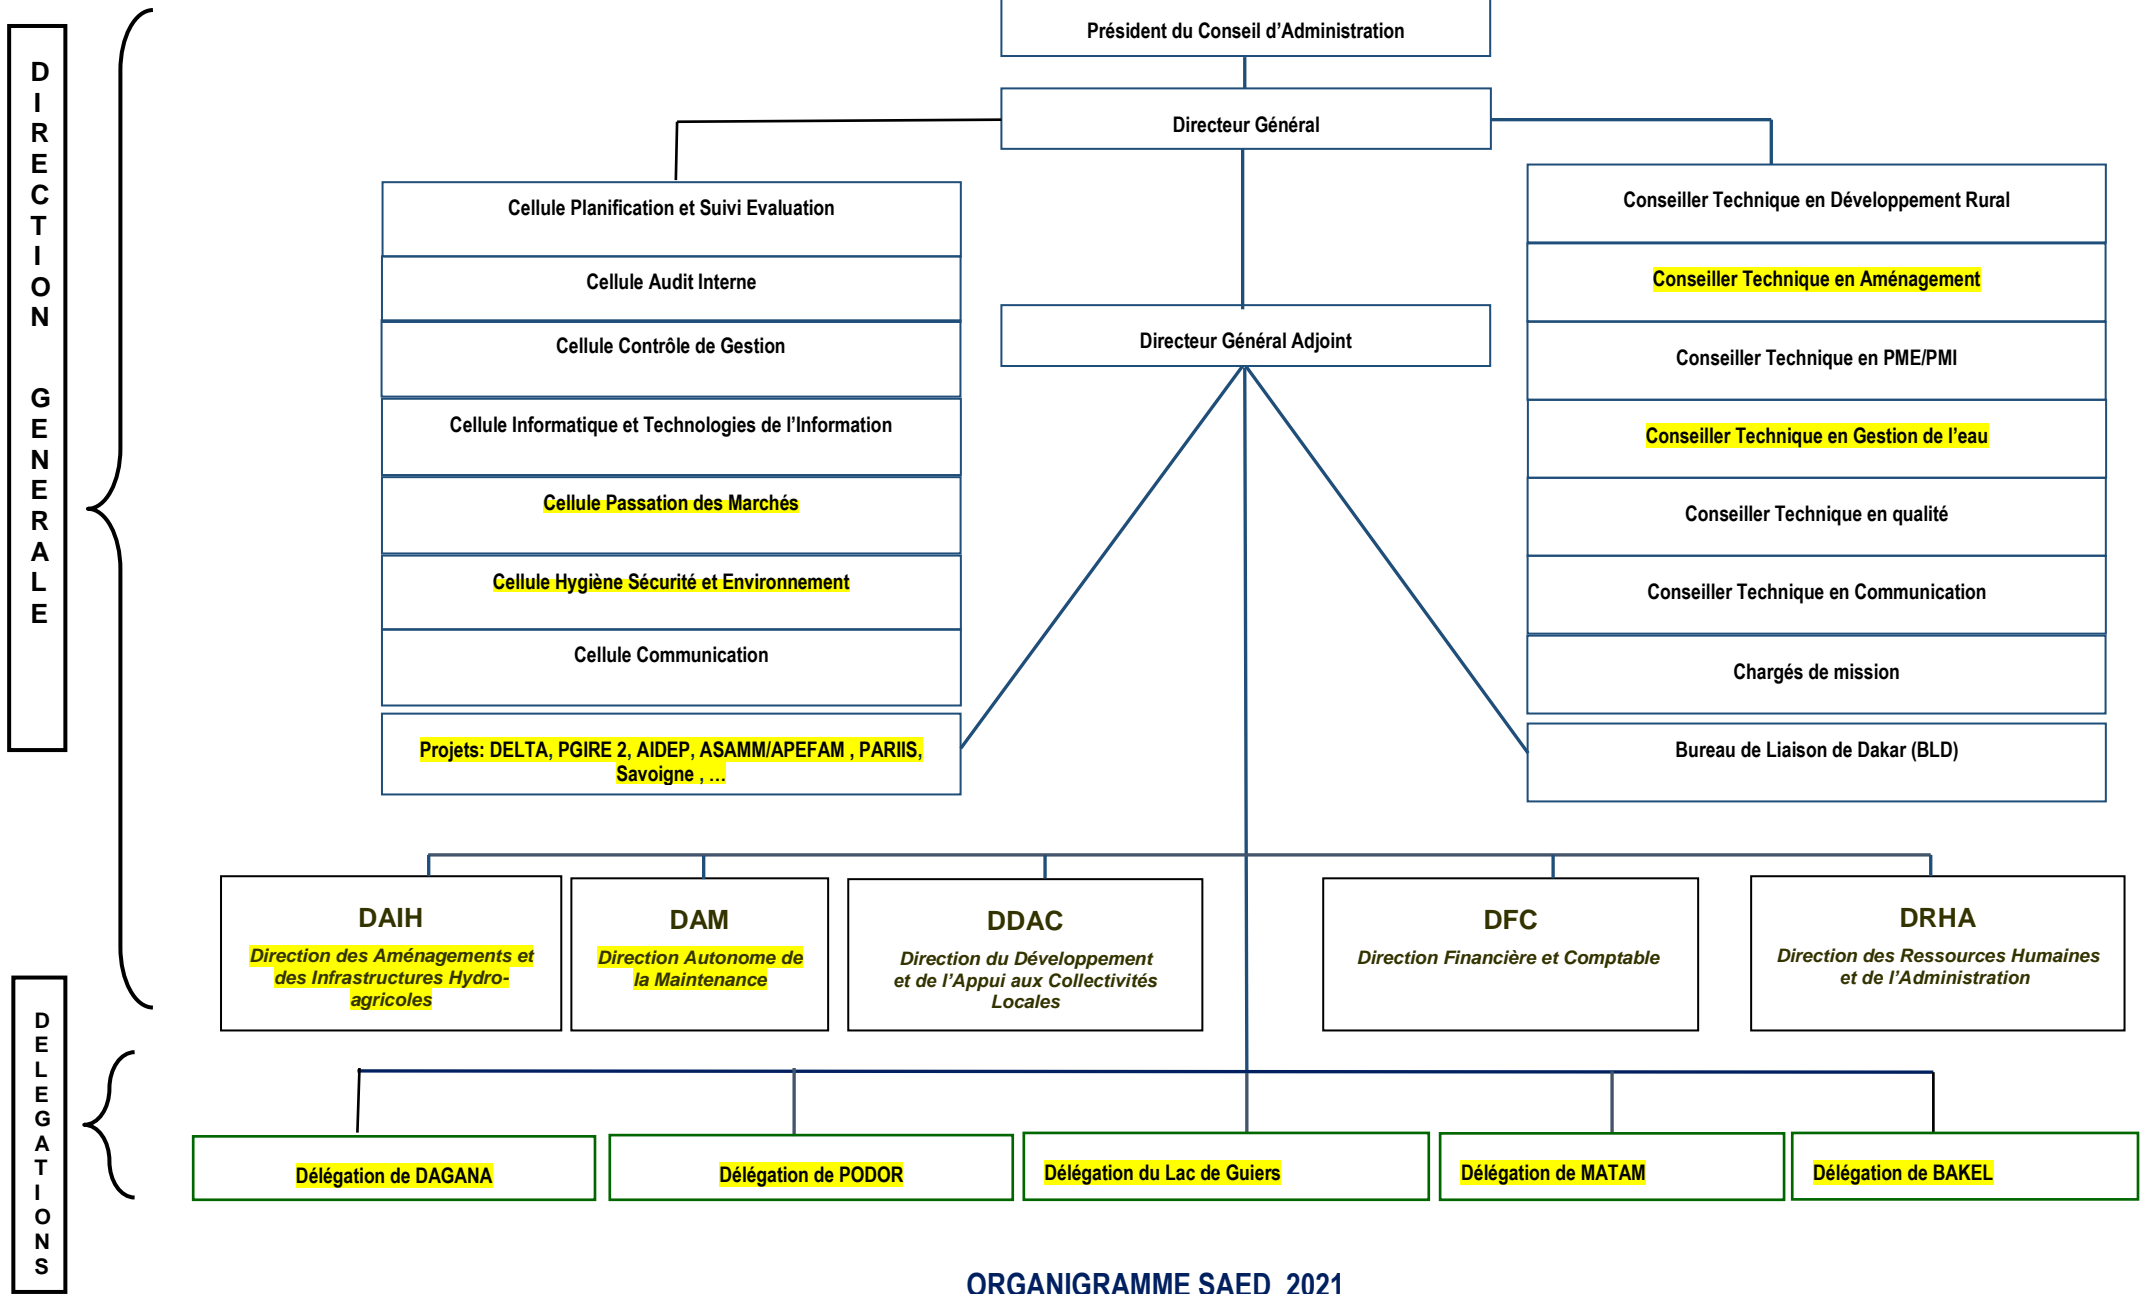 DIRECTION GENERALE
Président du Conseil d'Administration
Directeur Général
Cellule Planification et Suivi Evaluation
Cellule Audit Interne
Cellule Contrôle de Gestion
Cellule Informatique et Technologies de l'Information
Cellule Passation des Marchés
Cellule Hygiène Sécurité et Environnement
Cellule Communication
Projets: DELTA, PGIRE 2, AIDEP, ASAMM/APEFAM , PARIIS,
Savoigne , …
Directeur Général Adjoint
Conseiller Technique en Développement Rural
Conseiller Technique en Aménagement
Conseiller Technique en PME/PMI
Conseiller Technique en Gestion de l'eau
Conseiller Technique en qualité
Conseiller Technique en Communication
Chargés de mission
Bureau de Liaison de Dakar (BLD)
DAIH
Direction des Aménagements et
des Infrastructures Hydro-
agricoles
DAM
Direction Autonome de
la Maintenance
DDAC
Direction du Développement
et de l'Appui aux Collectivités
Locales
DFC
Direction Financière et Comptable
DRHA
Direction des Ressources Humaines
et de l'Administration
DELEGATIONS
Délégation de DAGANA
Délégation de PODOR
Délégation du Lac de Guiers
Délégation de MATAM
Délégation de BAKEL
ORGANIGRAMME SAED 2021